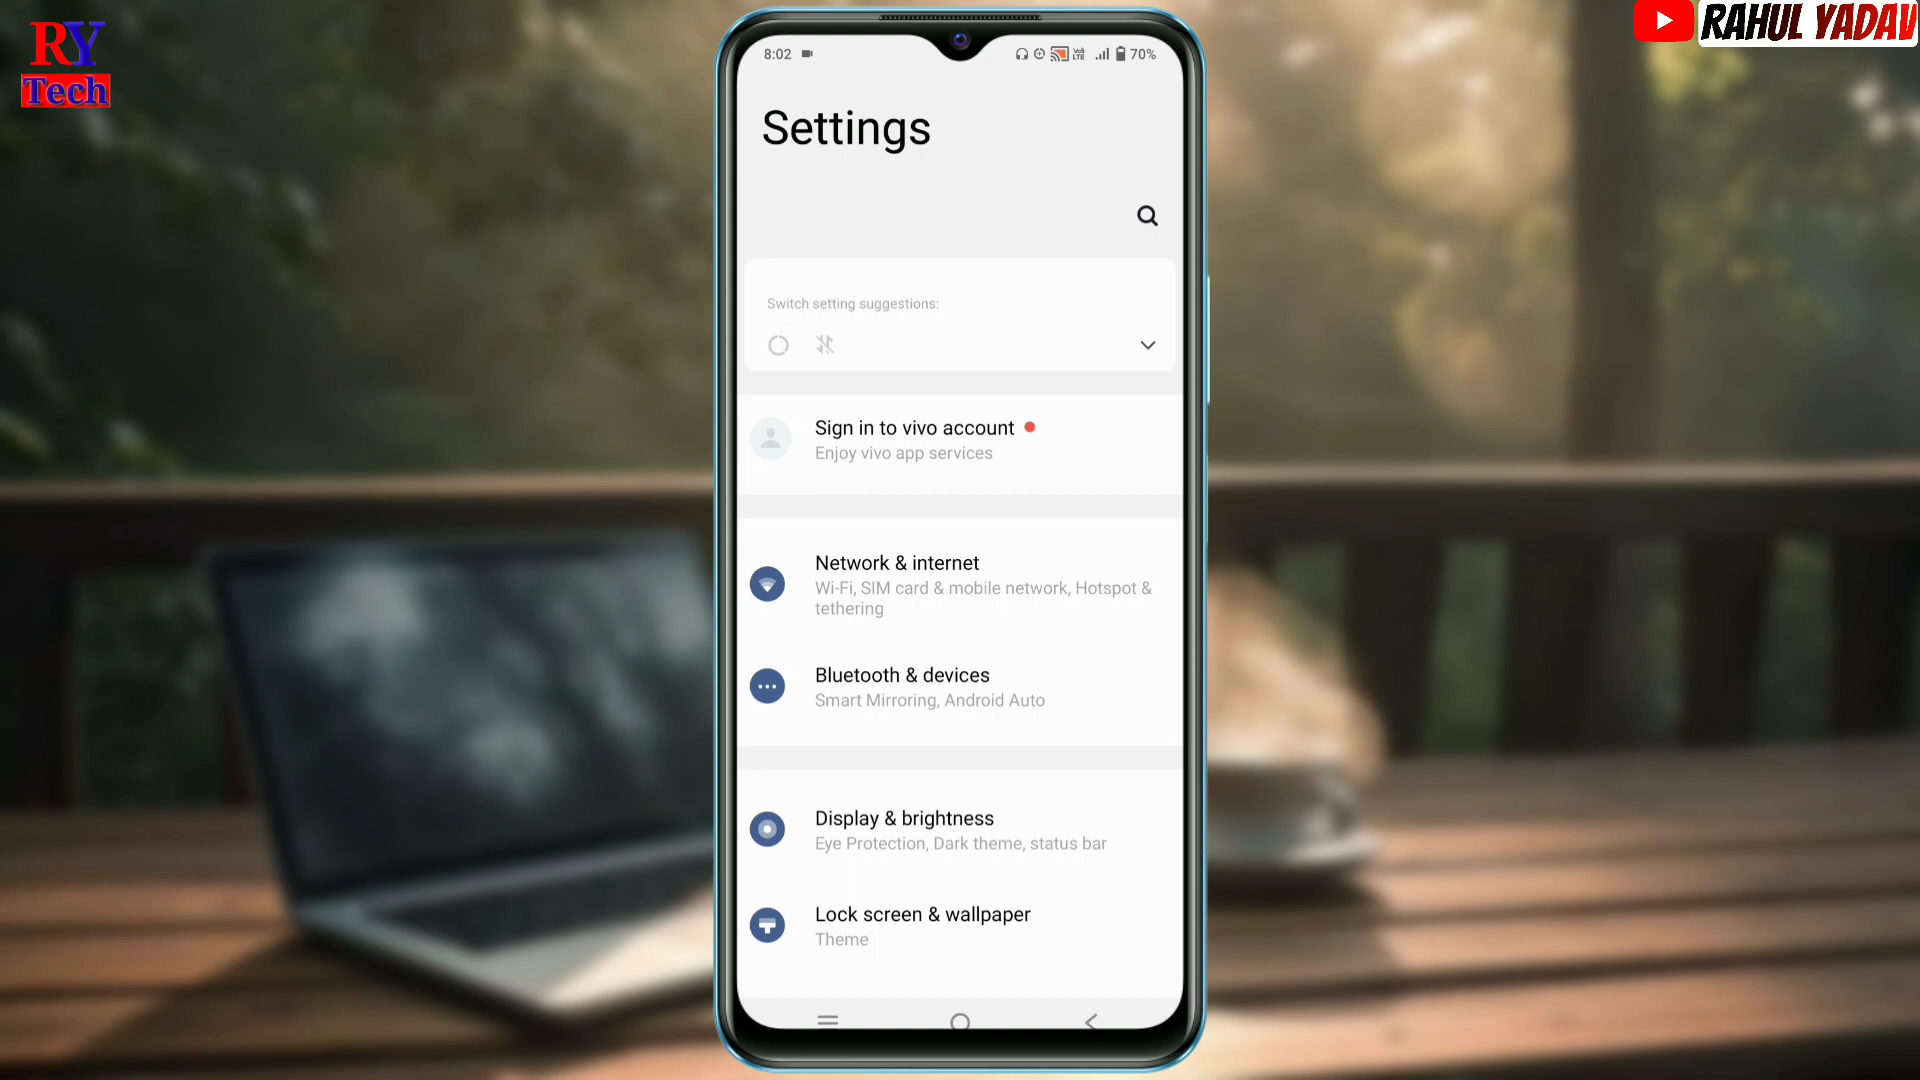 RY
Tech
RAHUL YADAV
8:02
Vo9
LTE
70%
Settings
Switch setting suggestions:
Sign in to vivo account
Enjoy vivo app services
Network & internet
Wi-Fi, SIM card & mobile network, Hotspot &
tethering
Bluetooth & devices
Smart Mirroring, Android Auto
Display & brightness
Eye Protection, Dark theme, status bar
Lock screen & wallpaper
Theme